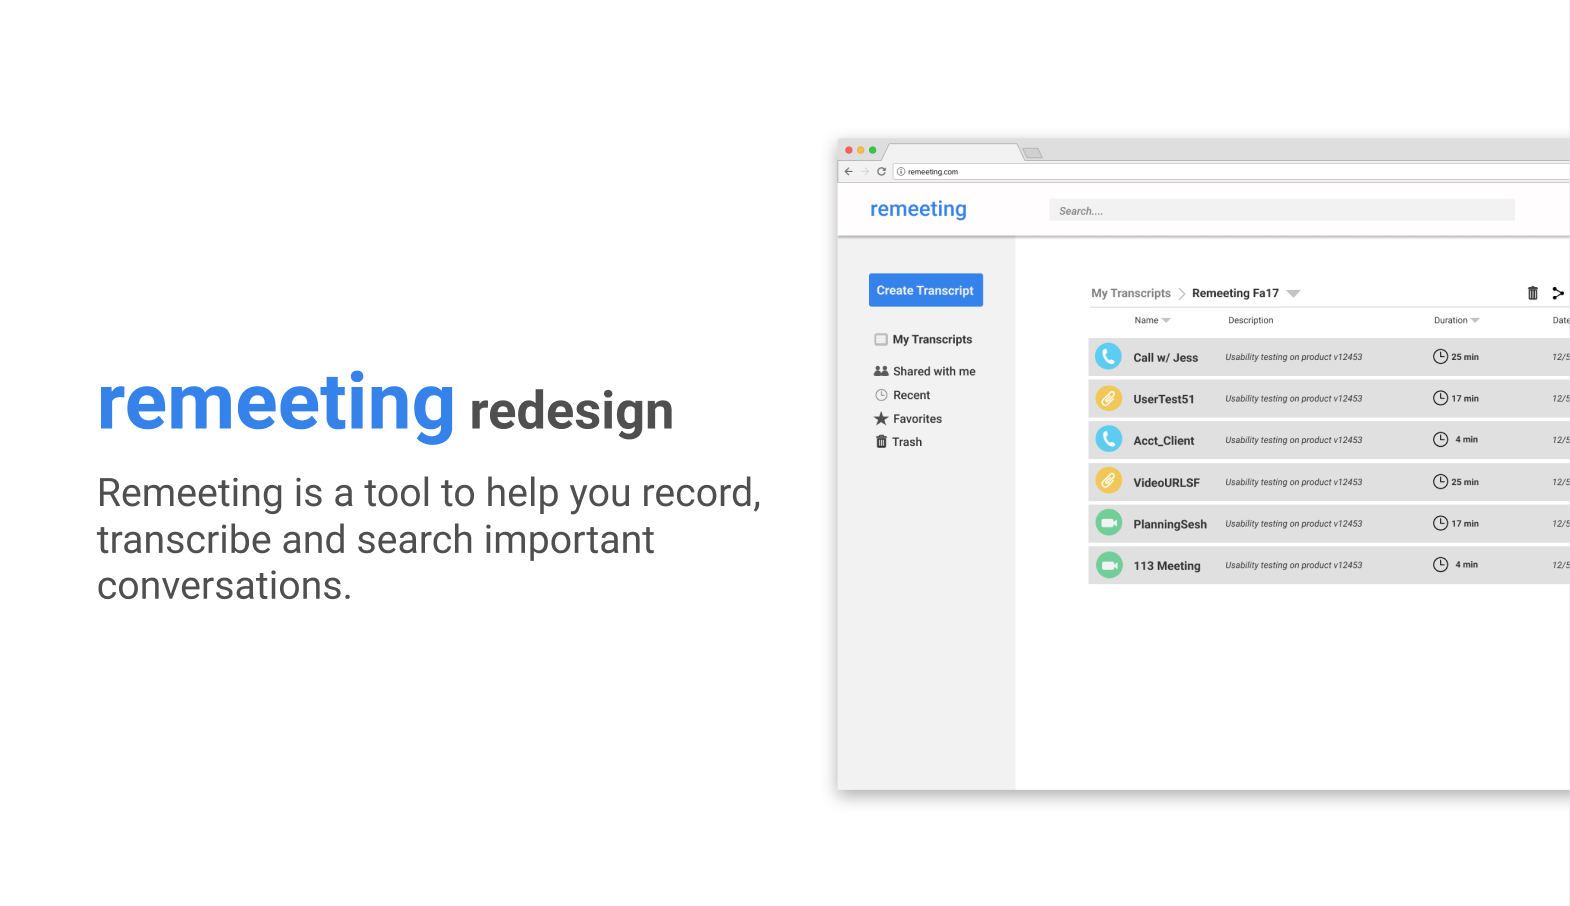 remeeting redesign
Remeeting is a tool to help you record,
transcribe and search important
conversations.
remeeting.com
remeeting
Search....
Create Transcript
My Transcripts
Shared with me
Recent
Favorites
Trash
My Transcripts Remeeting Fa17
Name Description Duration Date
Call w/ Jess Usability testing on product v12453 25 min 12/5
UserTest51 Usability testing on product v12453 17 min 12/5
Acct_Client Usability testing on product v12453 4 min 12/5
VideoURLSF Usability testing on product v12453 25 min 12/5
PlanningSesh Usability testing on product v12453 17 min 12/5
113 Meeting Usability testing on product v12453 4 min 12/5